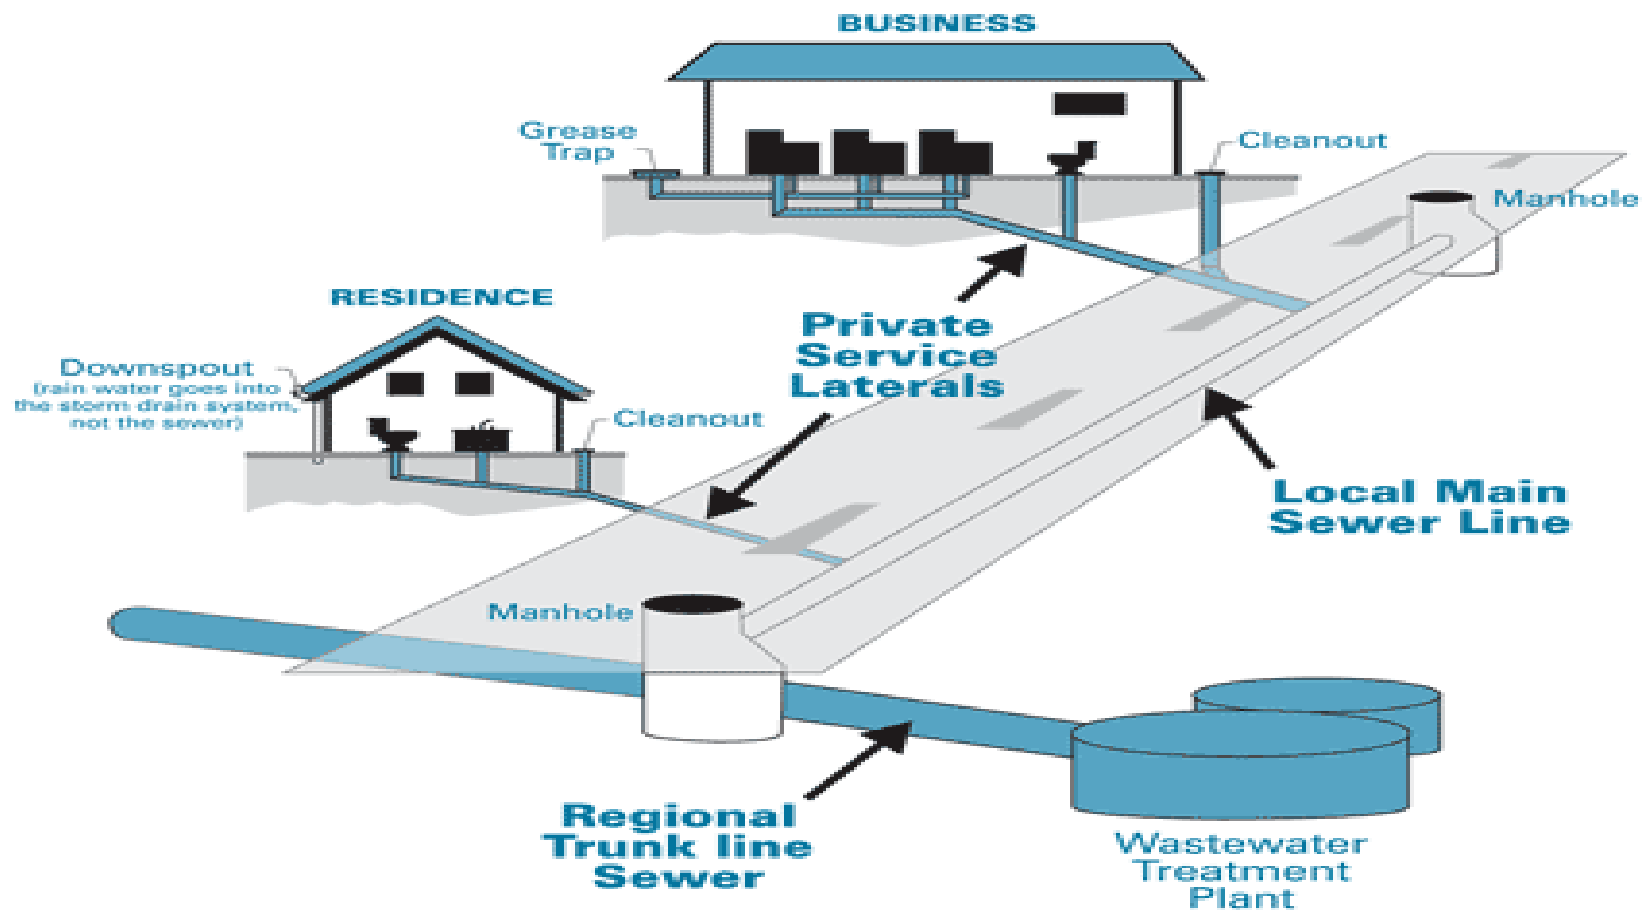 BUSINESS
Grease
Trap
Cleanout
Manhole
RESIDENCE
Private
Service
Laterals
Downspout
(rain water goes into
the storm drain system,
not the sewer)
Cleanout
Local Main
Sewer Line
Manhole
Regional
Trunk line
Sewer
Wastewater
Treatment
Plant